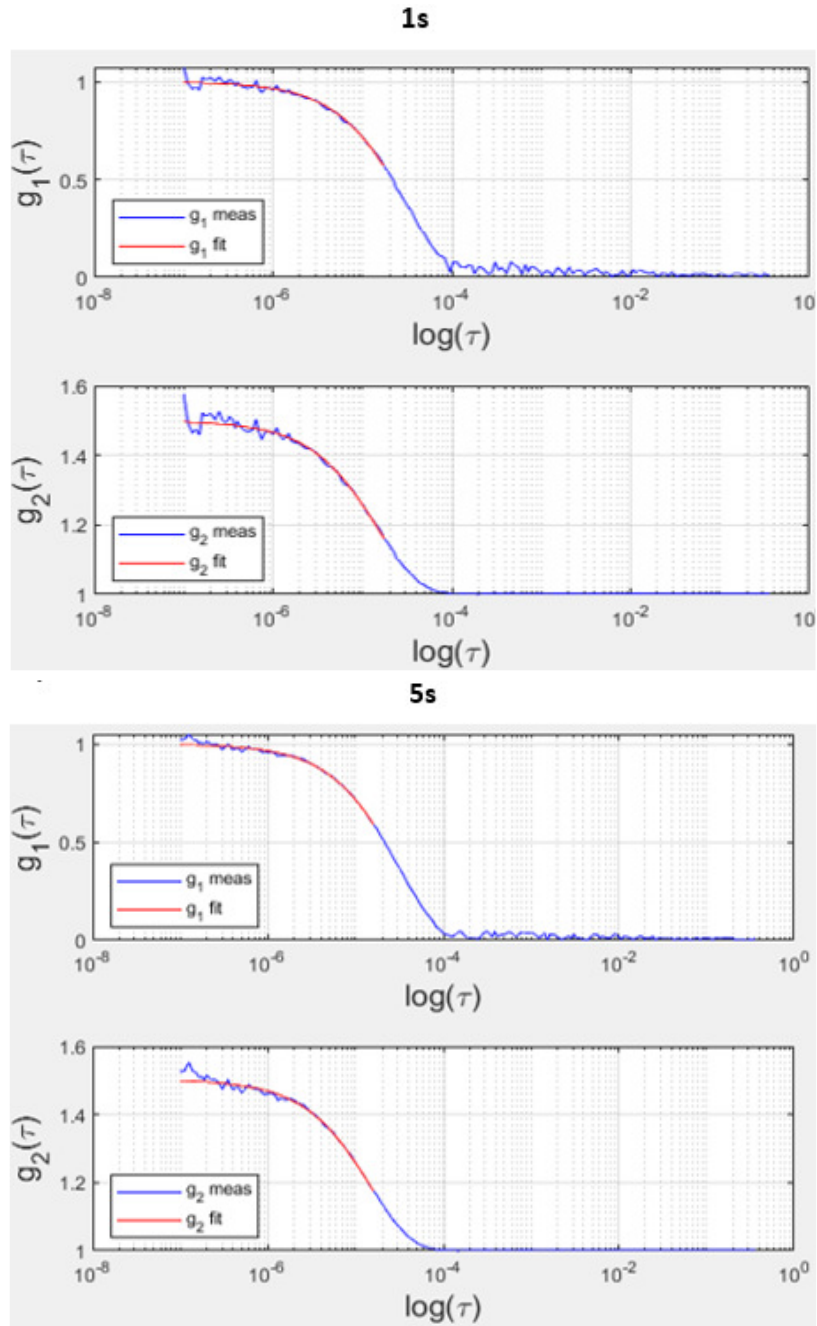 1s
1
0.5
0
g₁(τ)
g₁ meas
g₁ fit
10⁻⁸
10⁻⁶
10⁻⁴
10⁻²
10
log(τ)
1.6
1.4
1.2
1
g₂(τ)
g₂ meas
g₂ fit
10⁻⁸
10⁻⁶
10⁻⁴
10⁻²
10
log(τ)
5s
1
0.5
0
g₁(τ)
g₁ meas
g₁ fit
10⁻⁸
10⁻⁶
10⁻⁴
10⁻²
10⁰
log(τ)
1.6
1.4
1.2
1
g₂(τ)
g₂ meas
g₂ fit
10⁻⁸
10⁻⁶
10⁻⁴
10⁻²
10⁰
log(τ)